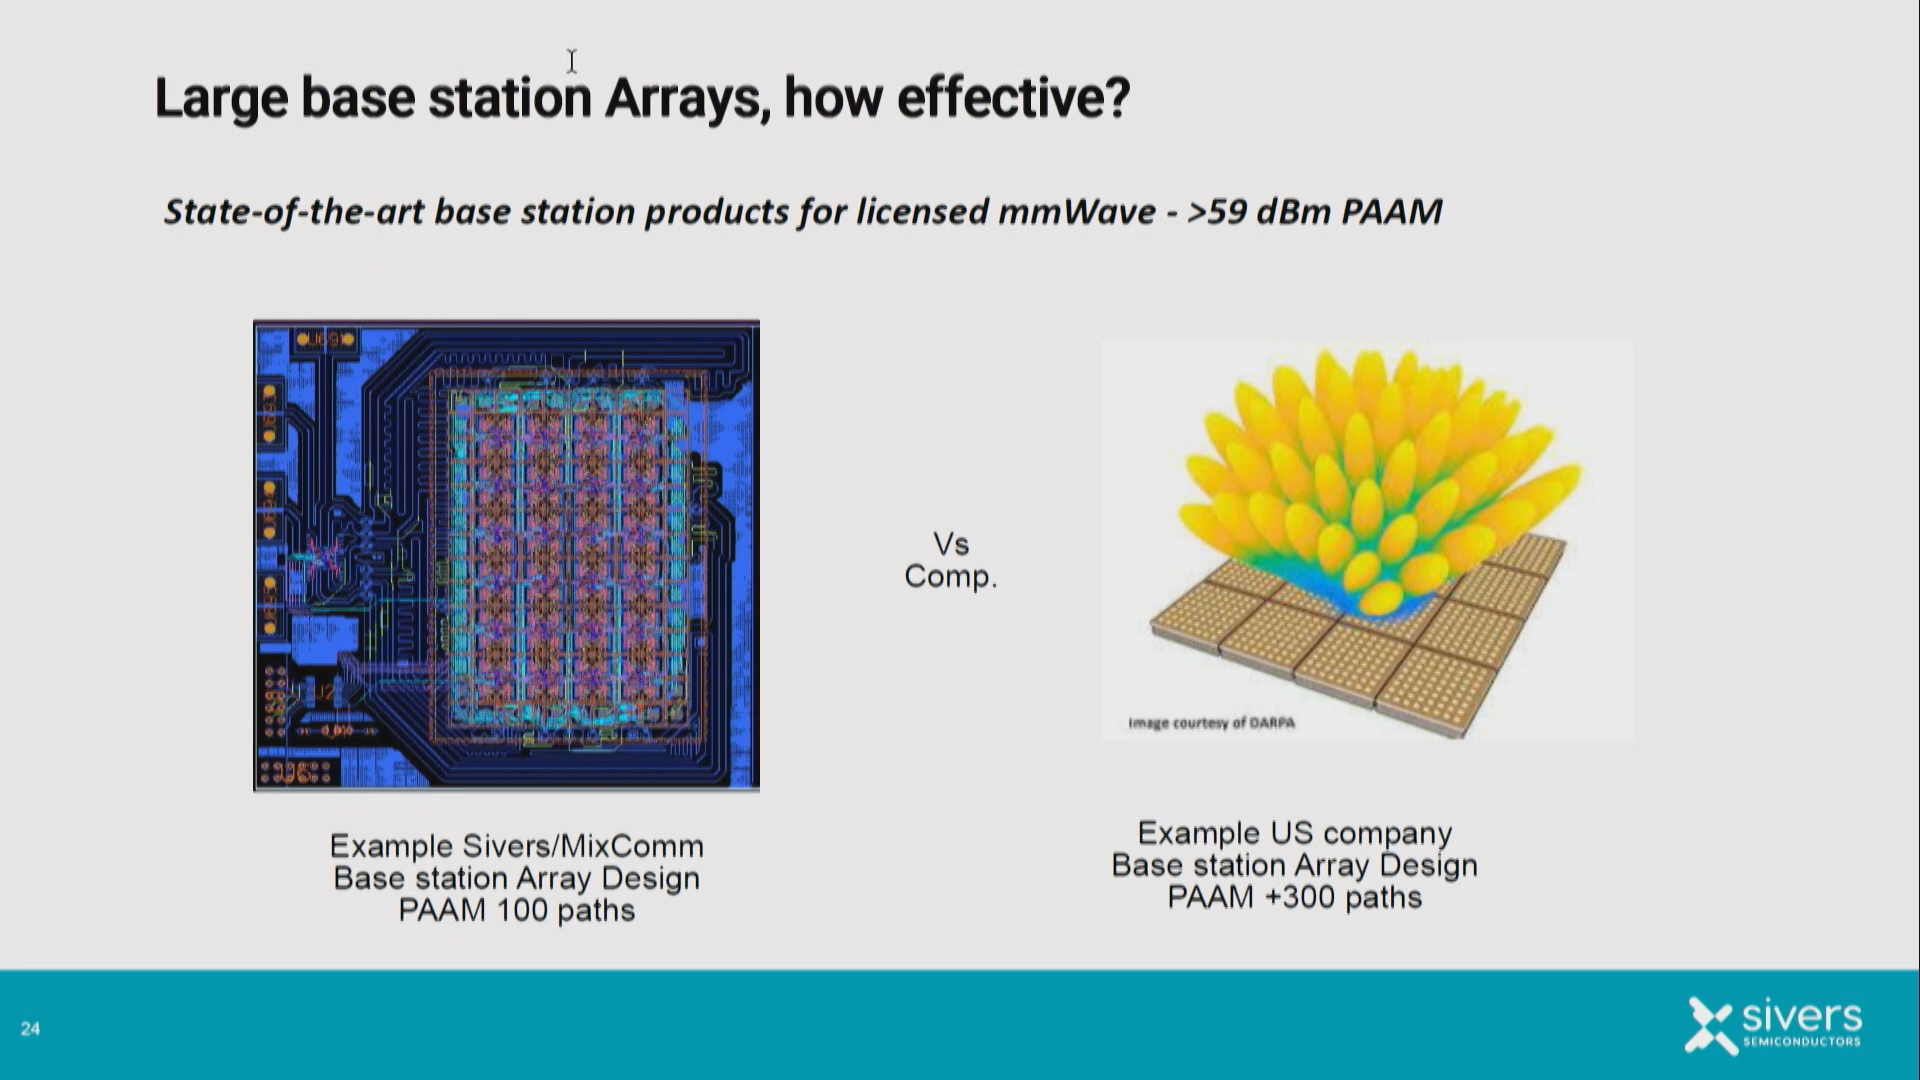 Large base station Arrays, how effective?
State-of-the-art base station products for licensed mmWave - >59 dBm PAAM
Vs
Comp.
Image courtesy of DARPA
Example Sivers/MixComm
Base station Array Design
PAAM 100 paths
Example US company
Base station Array Design
PAAM +300 paths
24
sivers
SEMICONDUCTORS